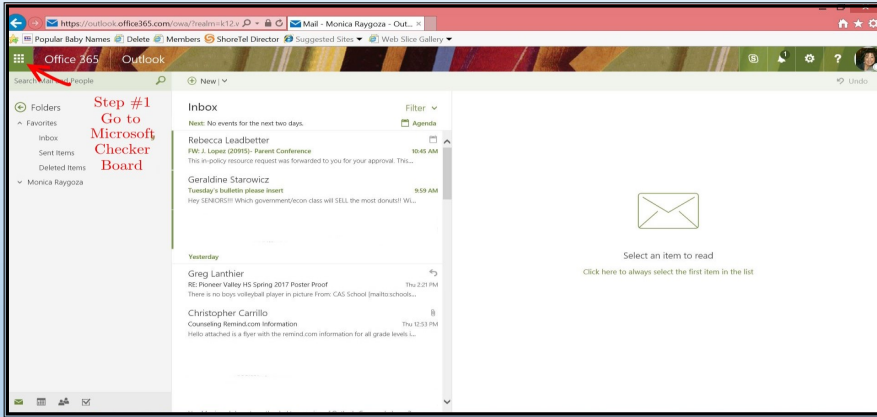 https://outlook.office365.com/owa/?realm=k12.v
Mail - Monica Raygoza - Out...
Popular Baby Names Delete Members ShoreTel Director Suggested Sites Web Slice Gallery
Office 365 Outlook
1
?
Search Mail and People
New
Undo
Folders
Favorites
Inbox
Sent Items
Deleted Items
Monica Raygoza
Step #1
Go to
Microsoft
Checker
Board
Inbox
Filter
Next: No events for the next two days.
Agenda
Rebecca Leadbetter
FW: J. Lopez (20915)- Parent Conference 10:45 AM
This in-policy resource request was forwarded to you for your approval. This...
Geraldine Starowicz
Tuesday's bulletin please insert 9:59 AM
Hey SENIORS!!! Which government/econ class will SELL the most donuts!! Wi...
Yesterday
Greg Lanthier
RE: Pioneer Valley HS Spring 2017 Poster Proof Thu 2:21 PM
There is no boys volleyball player in picture From: CAS School [mailto:schools...
Christopher Carrillo
Counseling Remind.com Information Thu 12:53 PM
Hello attached is a flyer with the remind.com information for all grade levels i...
Select an item to read
Click here to always select the first item in the list